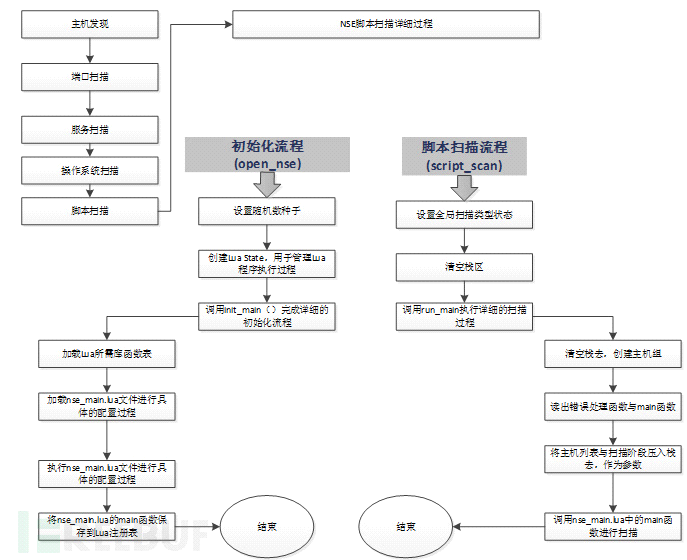 主机发现
NSE脚本扫描详细过程
端口扫描
服务扫描
操作系统扫描
脚本扫描
初始化流程
(open_nse)
设置随机数种子
创建Lua State，用于管理Lua
程序执行过程
调用init_main（）完成详细的
初始化流程
加载Lua所需库函数表
加载nse_main.lua文件进行具
体的配置过程
执行nse_main.lua文件进行具
体的配置过程
将nse_main.lua的main函数保
存到Lua注册表
结束
脚本扫描流程
(script_scan)
设置全局扫描类型状态
清空栈区
调用run_main执行详细的扫描
过程
清空栈去，创建主机组
读出错误处理函数与main函数
将主机列表与扫描阶段压入栈
去，作为参数
调用nse_main.lua中的main函
数进行扫描
结束
FREEBUF